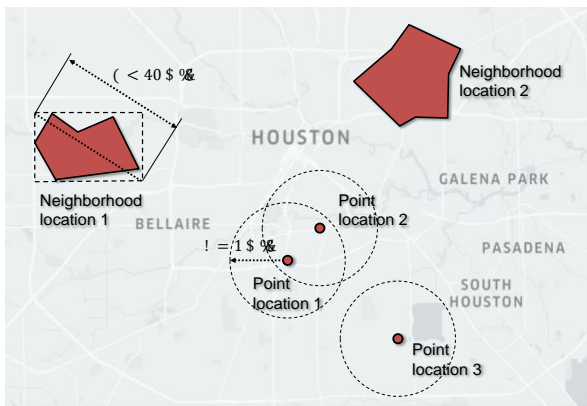 ( < 40 $ %&
Neighborhood
location 2
HOUSTON
Neighborhood
location 1
GALENA PARK
Point
location 2
BELLAIRE
! = 1 $ %&
PASADENA
Point
location 1
SOUTH
HOUSTON
Point
location 3